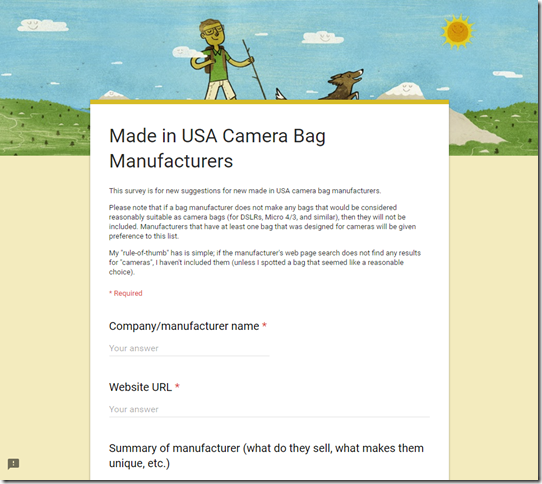 Made in USA Camera Bag
Manufacturers
This survey is for new suggestions for new made in USA camera bag manufacturers.
Please note that if a bag manufacturer does not make any bags that would be considered
reasonably suitable as camera bags (for DSLRs, Micro 4/3, and similar), then they will not be
included. Manufacturers that have at least one bag that was designed for cameras will be given
preference to this list.
My "rule-of-thumb" has is simple; if the manufacturer's web page search does not find any results
for "cameras", I haven't included them (unless I spotted a bag that seemed like a reasonable
choice).
* Required
Company/manufacturer name *
Your answer
Website URL *
Your answer
Summary of manufacturer (what do they sell, what makes them
unique, etc.)